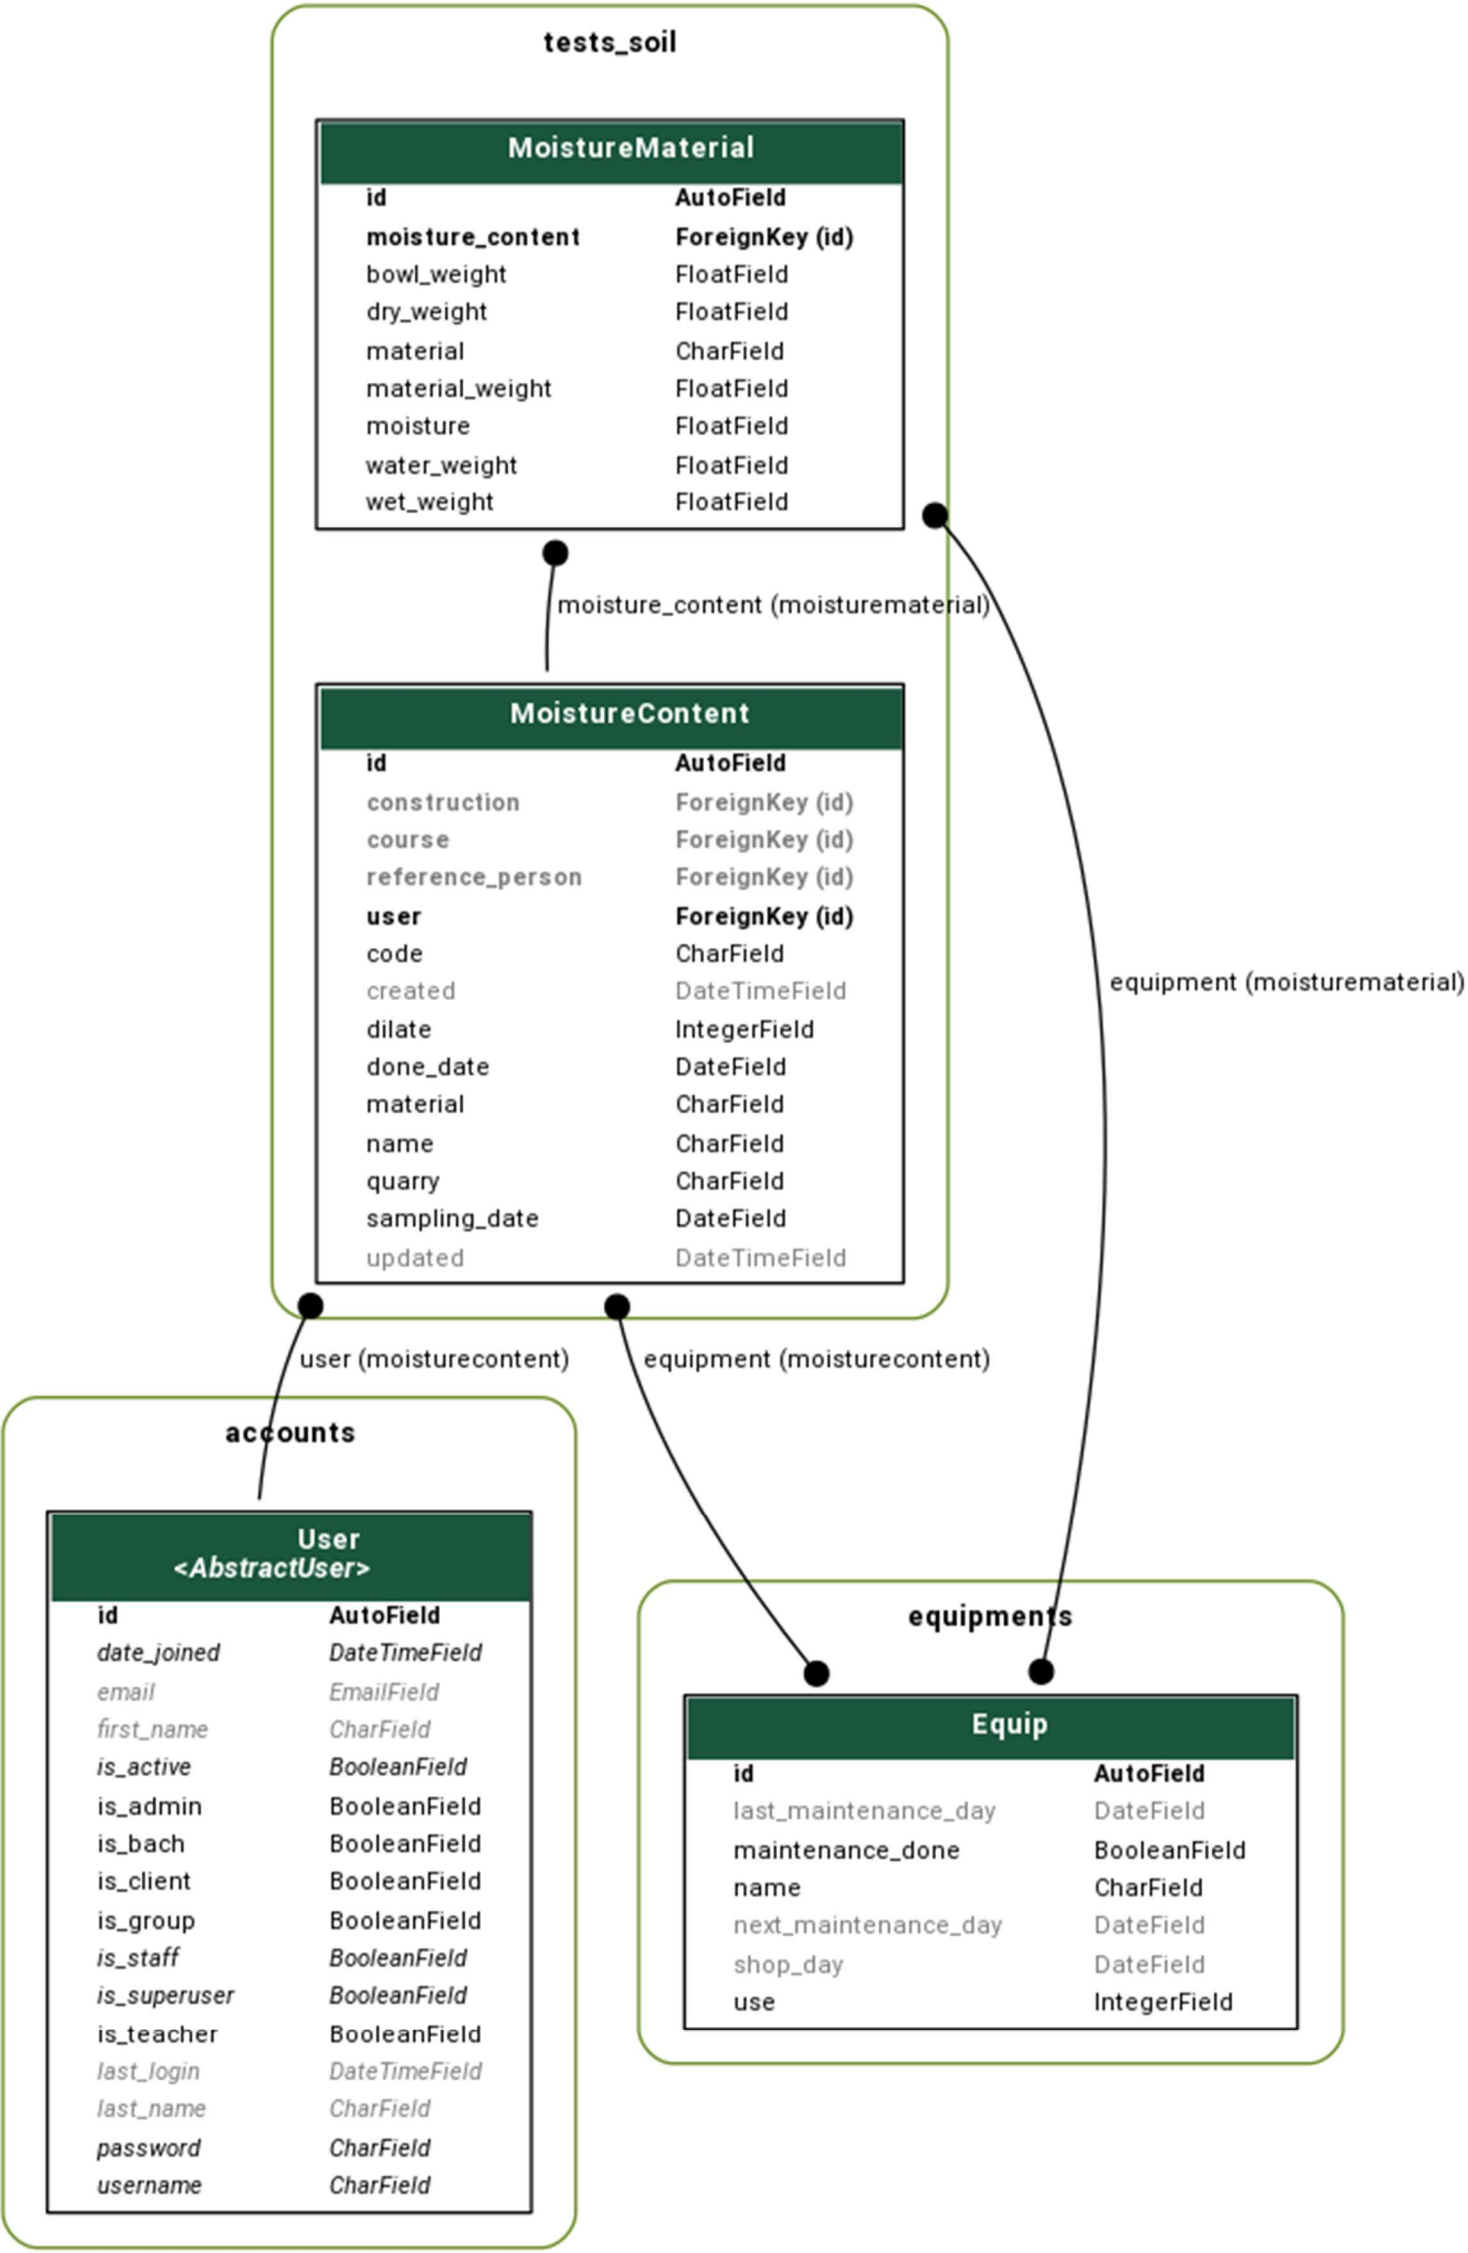 tests_soil
MoistureMaterial
id AutoField
moisture_content ForeignKey (id)
bowl_weight FloatField
dry_weight FloatField
material CharField
material_weight FloatField
moisture FloatField
water_weight FloatField
wet_weight FloatField
moisture_content (moisturematerial)
MoistureContent
id AutoField
construction ForeignKey (id)
course ForeignKey (id)
reference_person ForeignKey (id)
user ForeignKey (id)
code CharField
created DateTimeField
equipment (moisturematerial)
dilate IntegerField
done_date DateField
material CharField
name CharField
quarry CharField
sampling_date DateField
updated DateTimeField
user (moisturecontent) equipment (moisturecontent)
accounts
User
<AbstractUser>
id AutoField
date_joined DateTimeField
email EmailField
first_name CharField
is_active BooleanField
is_admin BooleanField
is_bach BooleanField
is_client BooleanField
is_group BooleanField
is_staff BooleanField
is_superuser BooleanField
is_teacher BooleanField
last_login DateTimeField
last_name CharField
password CharField
username CharField
equipments
Equip
id AutoField
last_maintenance_day DateField
maintenance_done BooleanField
name CharField
next_maintenance_day DateField
shop_day DateField
use IntegerField